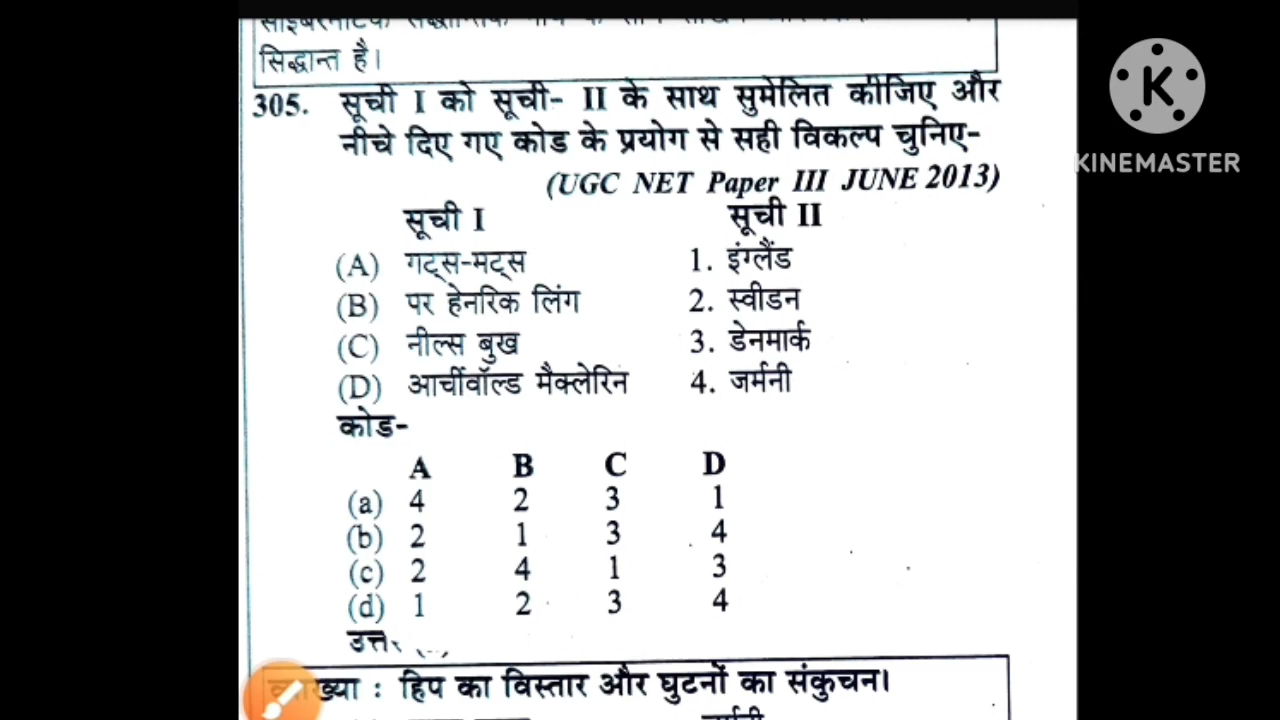 सिद्धान्त है।
305. सूची I को सूची- II के साथ सुमेलित कीजिए और
नीचे दिए गए कोड के प्रयोग से सही विकल्प चुनिए-
(UGC NET Paper III JUNE 2013)
सूची I सूची II
(A) गट्स-मट्स 1. इंग्लैंड
(B) पर हेनरिक लिंग 2. स्वीडन
(C) नील्स बुख 3. डेनमार्क
(D) आर्चीवॉल्ड मैक्लेरिन 4. जर्मनी
कोड-
A B C D
(a) 4 2 3 1
(b) 2 1 3 4
(c) 2 4 1 3
(d) 1 2 3 4
: हिप का विस्तार और घुटनों का संकुचन।
K
KINEMASTER